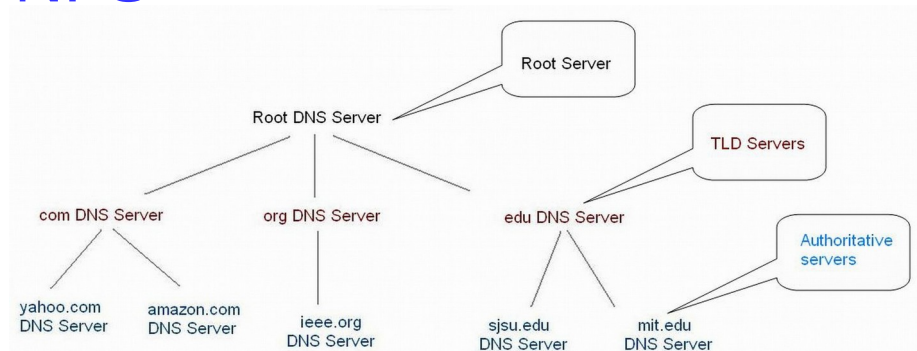 Root Server
Root DNS Server
TLD Servers
com DNS Server
org DNS Server
edu DNS Server
Authoritative
servers
yahoo.com
DNS Server
amazon.com
DNS Server
ieee.org
DNS Server
sjsu.edu
DNS Server
mit.edu
DNS Server